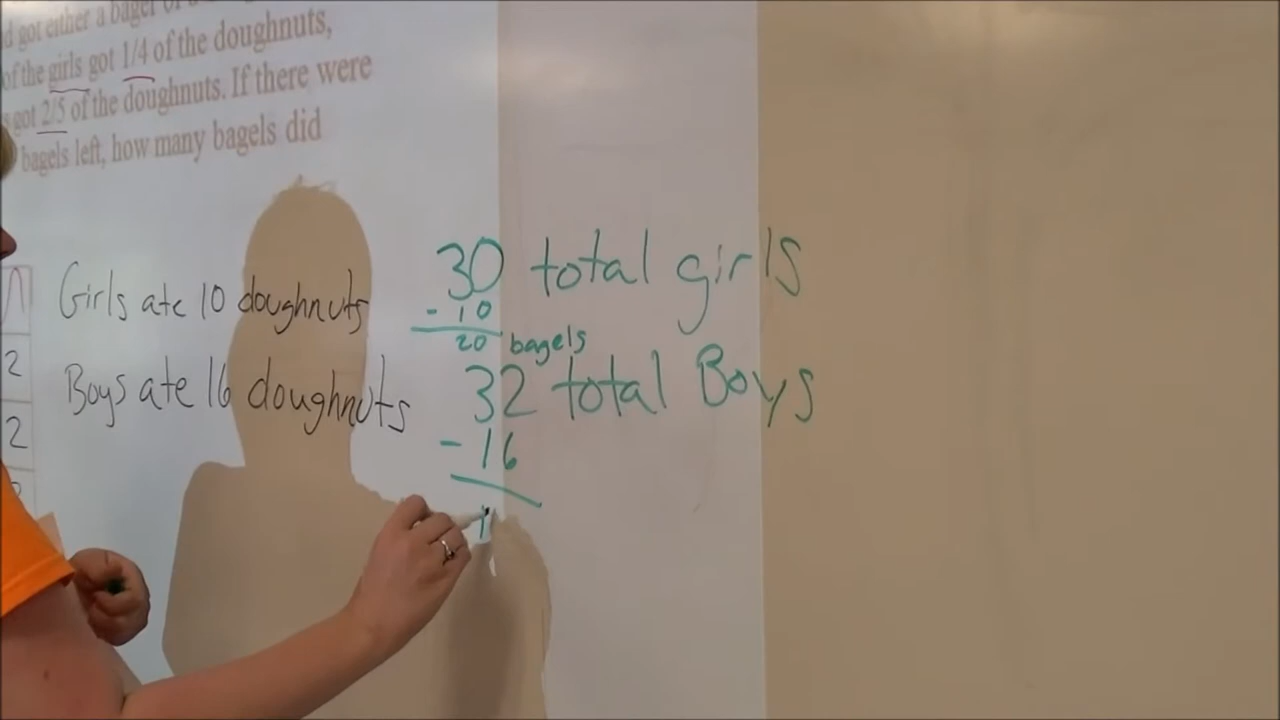 d got either a bagel or a
of the girls got 1/4 of the doughnuts,
got 2/5 of the doughnuts. If there were
bagels left, how many bagels did
2
2
Girls ate 10 doughnuts
Boys ate 16 doughnuts
30 total girls
- 10
20 bagels
32 total Boys
- 16
1